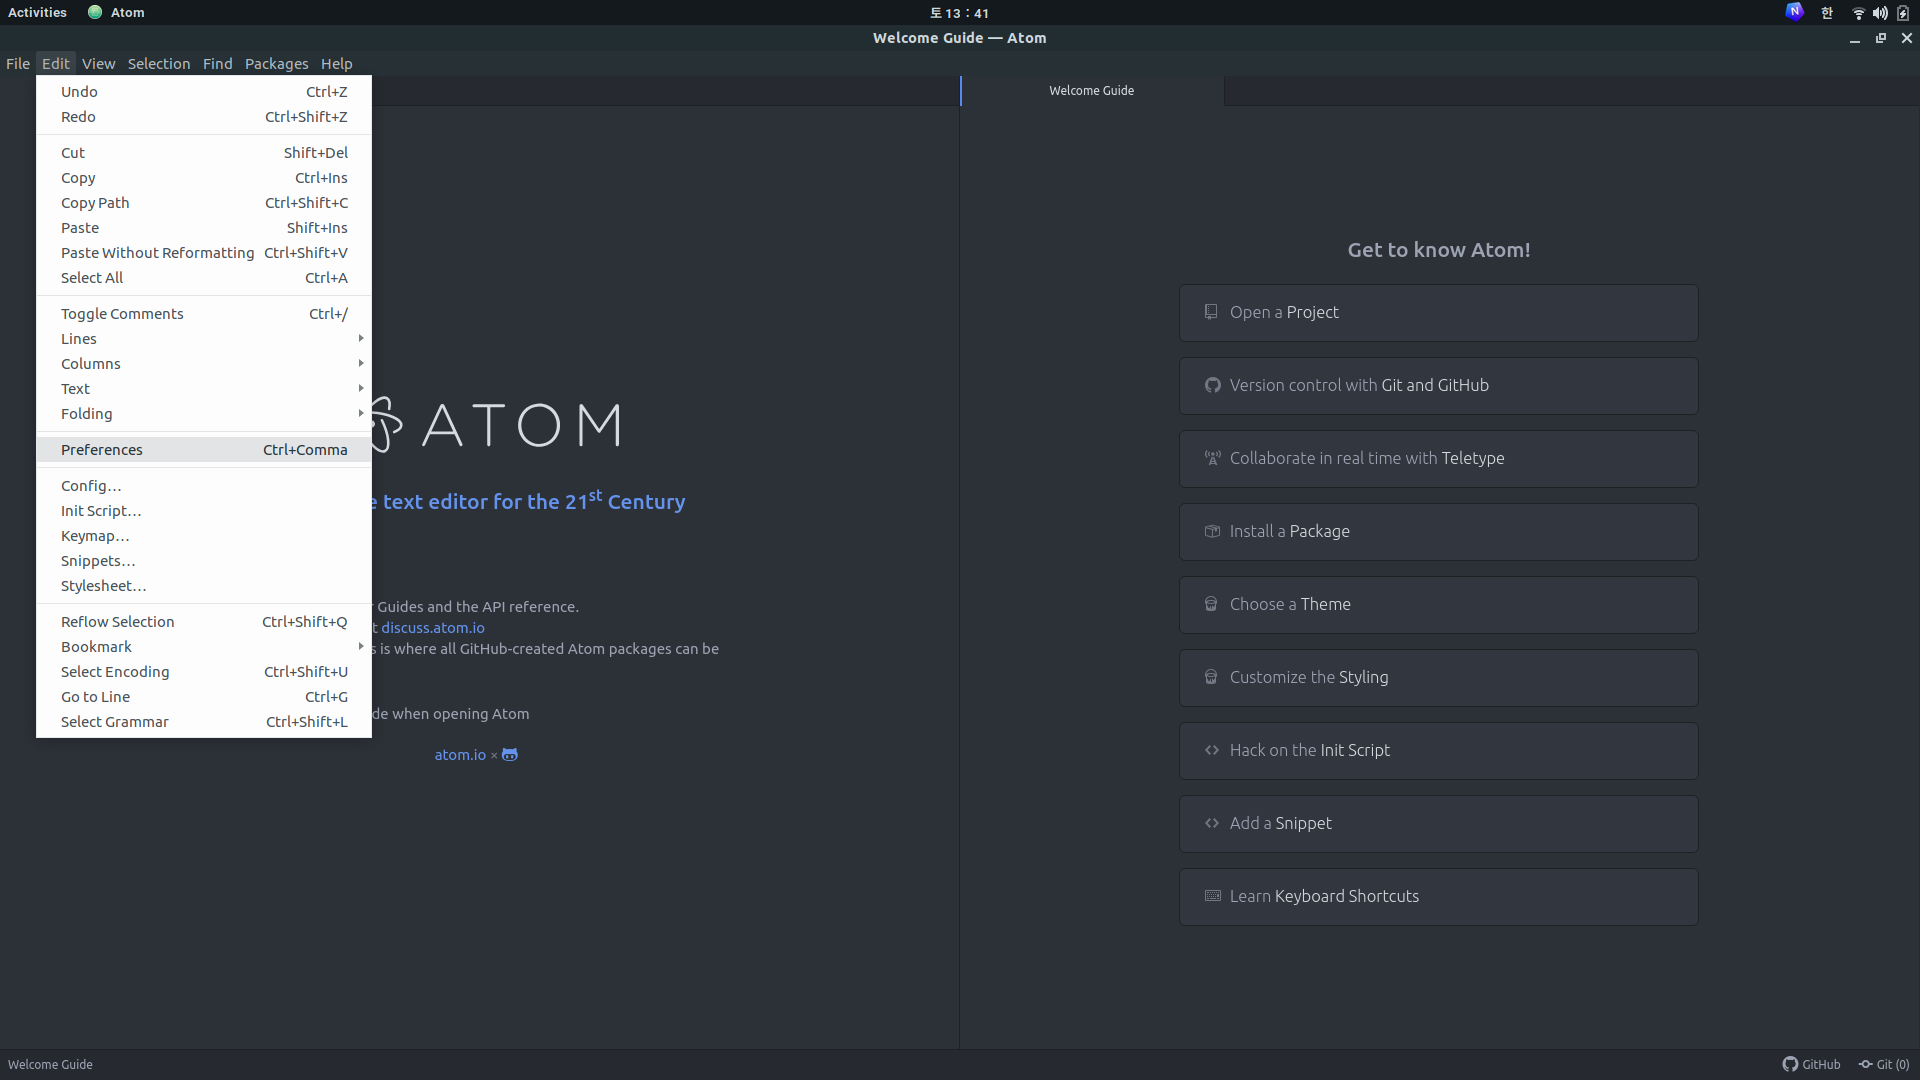 Activities Atom 토 13 : 41 N 한
Welcome Guide — Atom
File Edit View Selection Find Packages Help
Undo Ctrl+Z
Redo Ctrl+Shift+Z
Cut Shift+Del
Copy Ctrl+Ins
Copy Path Ctrl+Shift+C
Paste Shift+Ins
Paste Without Reformatting Ctrl+Shift+V
Select All Ctrl+A
Toggle Comments Ctrl+/
Lines
Columns
Text
Folding
Preferences Ctrl+Comma
Config...
Init Script...
Keymap...
Snippets...
Stylesheet...
Reflow Selection Ctrl+Shift+Q
Bookmark
Select Encoding Ctrl+Shift+U
Go to Line Ctrl+G
Select Grammar Ctrl+Shift+L
ATOM
text editor for the 21st Century
Guides and the API reference.
discuss.atom.io
is where all GitHub-created Atom packages can be
when opening Atom
atom.io ×
Welcome Guide
Get to know Atom!
Open a Project
Version control with Git and GitHub
Collaborate in real time with Teletype
Install a Package
Choose a Theme
Customize the Styling
Hack on the Init Script
Add a Snippet
Learn Keyboard Shortcuts
Welcome Guide GitHub Git (0)